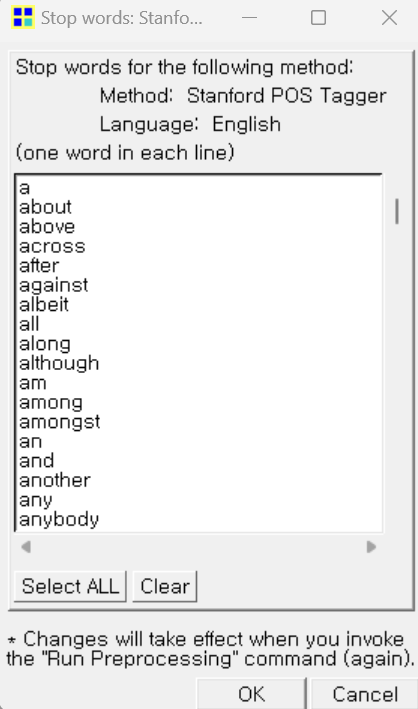 Stop words: Stanfo...
Stop words for the following method:
Method: Stanford POS Tagger
Language: English
(one word in each line)
a
about
above
across
after
against
albeit
all
along
although
am
among
amongst
an
and
another
any
anybody
Select ALL
Clear
* Changes will take effect when you invoke
the "Run Preprocessing" command (again).
OK
Cancel